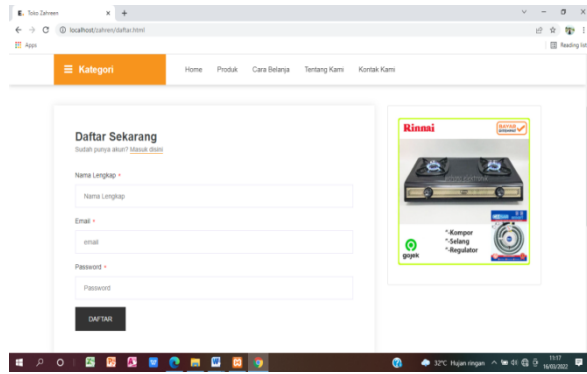 Toko Zahreen
localhost/zahren/daftar.html
Apps
Reading list
Kategori
Home
Produk
Cara Belanja
Tentang Kami
Kontak Kami
Daftar Sekarang
Sudah punya akun? Masuk disini
Nama Lengkap *
Nama Lengkap
Email *
email
Password *
Password
DAFTAR
Rinnai
BAYAR
*-Kompor
*-Selang
*-Regulator
gojek
32°C Hujan ringan
11:17
16/03/2022